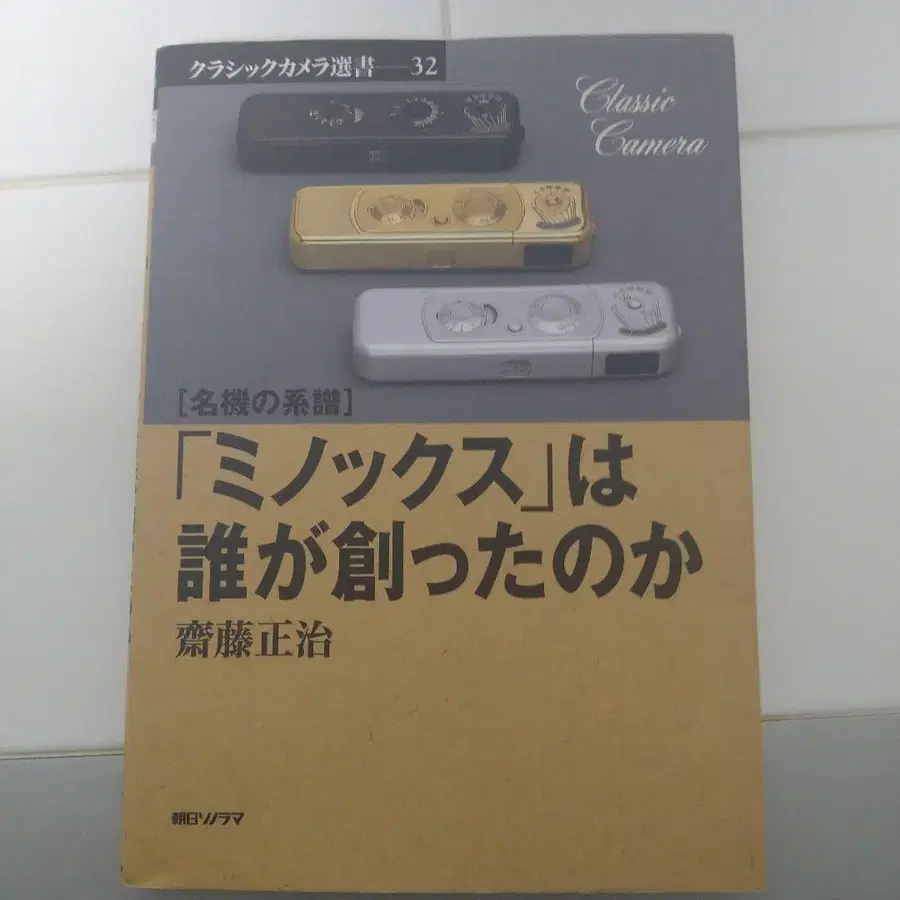 クラシックカメラ選書——32
Classic
Camera
[名機の系譜]
「ミノックス」は
誰が創ったのか
齋藤正治
朝日ソノラマ